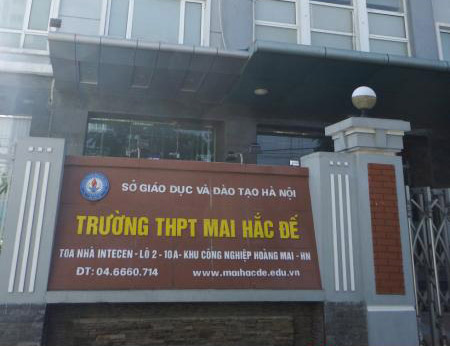 SỞ GIÁO DỤC VÀ ĐÀO TẠO HÀ NỘI
TRƯỜNG THPT MAI HẮC ĐẾ
TOA NHÀ INTECEN - LÔ 2 - 10A - KHU CÔNG NGHIỆP HOÀNG MAI - HN
ĐT: 04.6660.714 www.maihacde.edu.vn